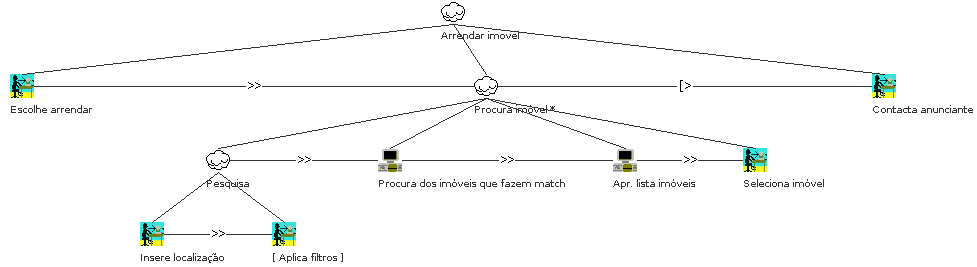 Arrendar imovel
>>
[>
Escolhe arrendar
Procura imóvel *
Contacta anunciante
>>
>>
>>
Pesquisa
Procura dos imóveis que fazem match
Apr. lista imóveis
Seleciona imóvel
>>
Insere localização
[ Aplica filtros ]